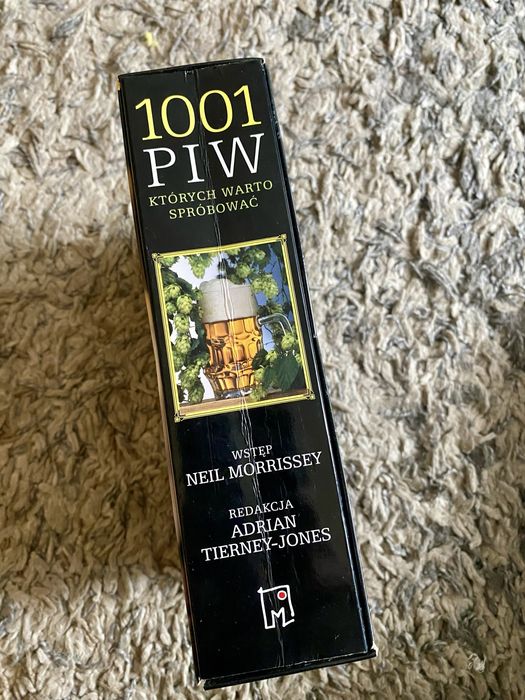 1001
PIW
KTÓRYCH WARTO
SPRÓBOWAĆ
WSTĘP
NEIL MORRISSEY
REDAKCJA
ADRIAN
TIERNEY-JONES
M